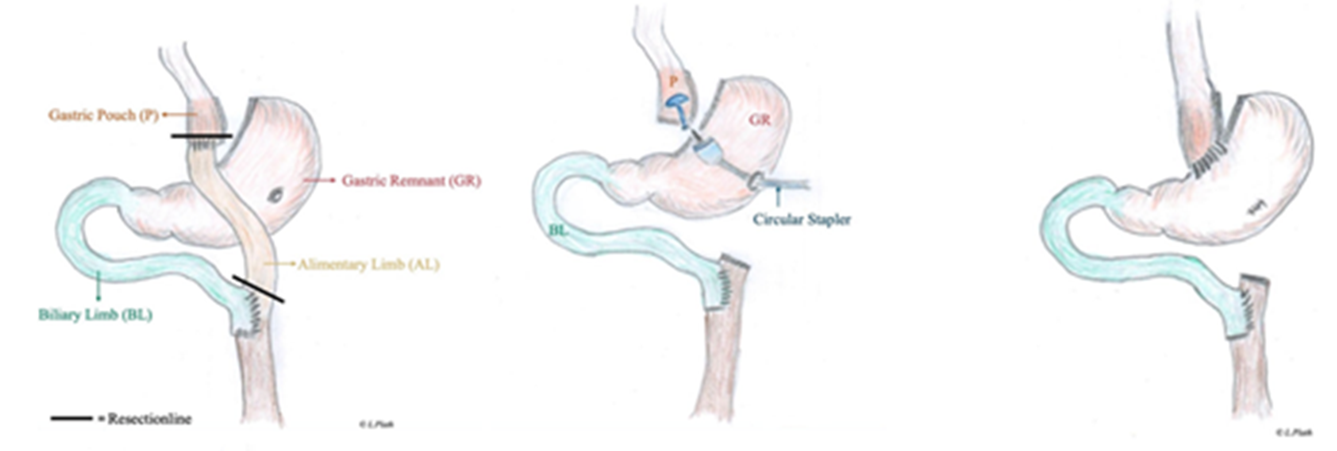 Gastric Pouch (P)
Gastric Remnant (GR)
Alimentary Limb (AL)
Biliary Limb (BL)
= Resectionline
© L.Plath
P
GR
BL
Circular Stapler
© L.Plath